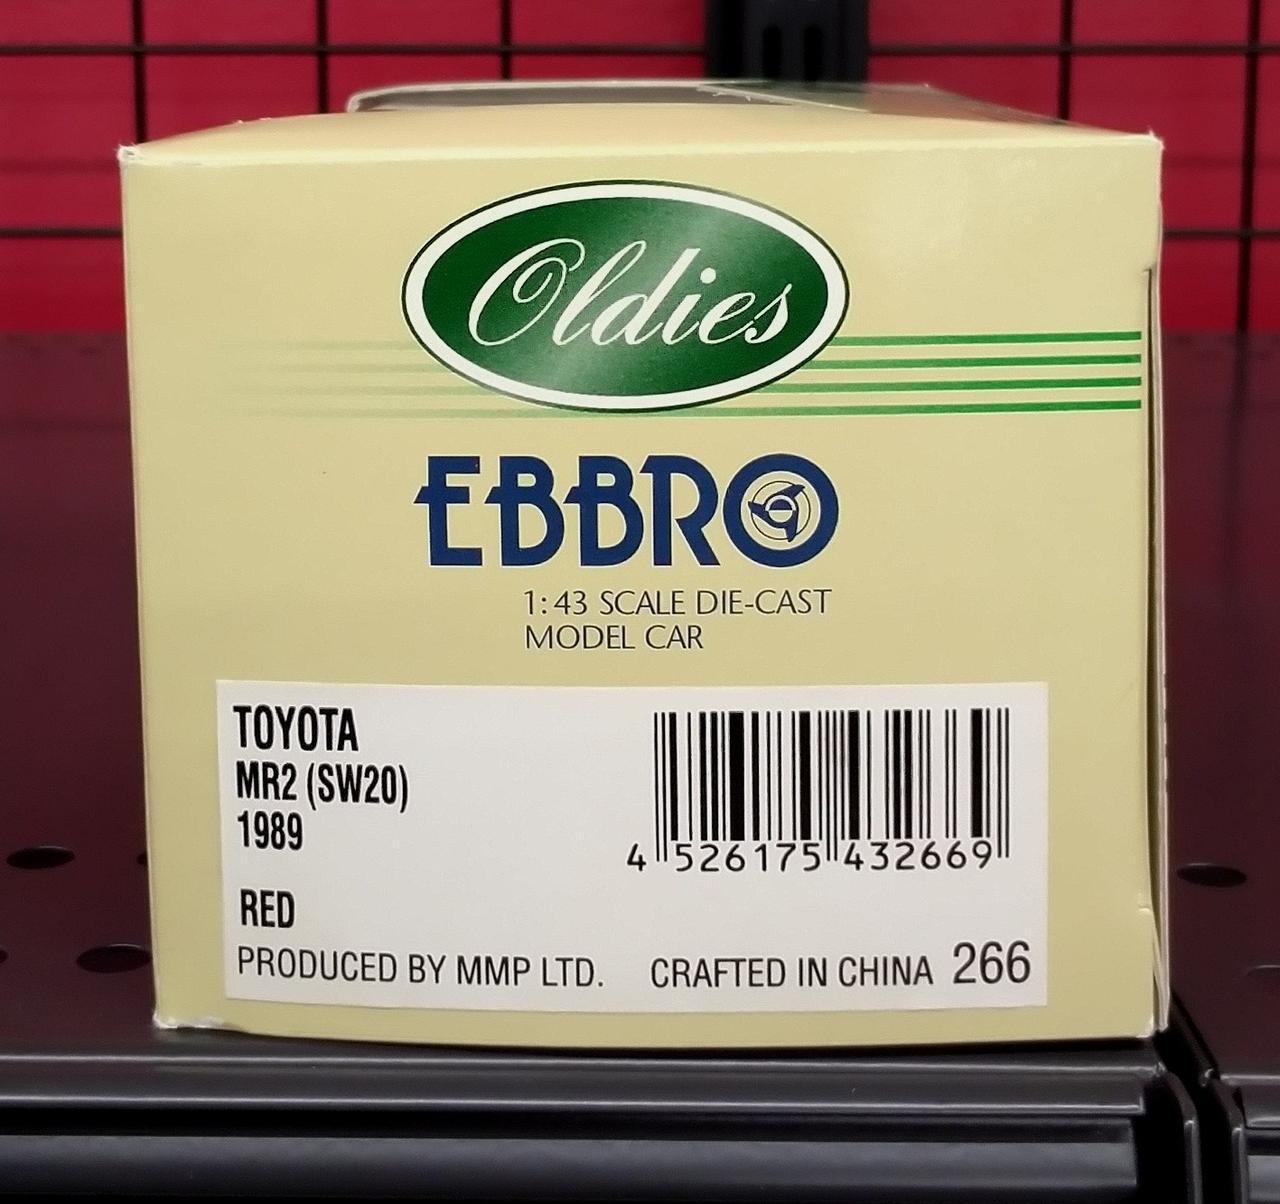 Oldies
EBBRO
1:43 SCALE DIE-CAST
MODEL CAR
TOYOTA
MR2 (SW20)
1989
4 526175 432669
RED
PRODUCED BY MMP LTD. CRAFTED IN CHINA 266